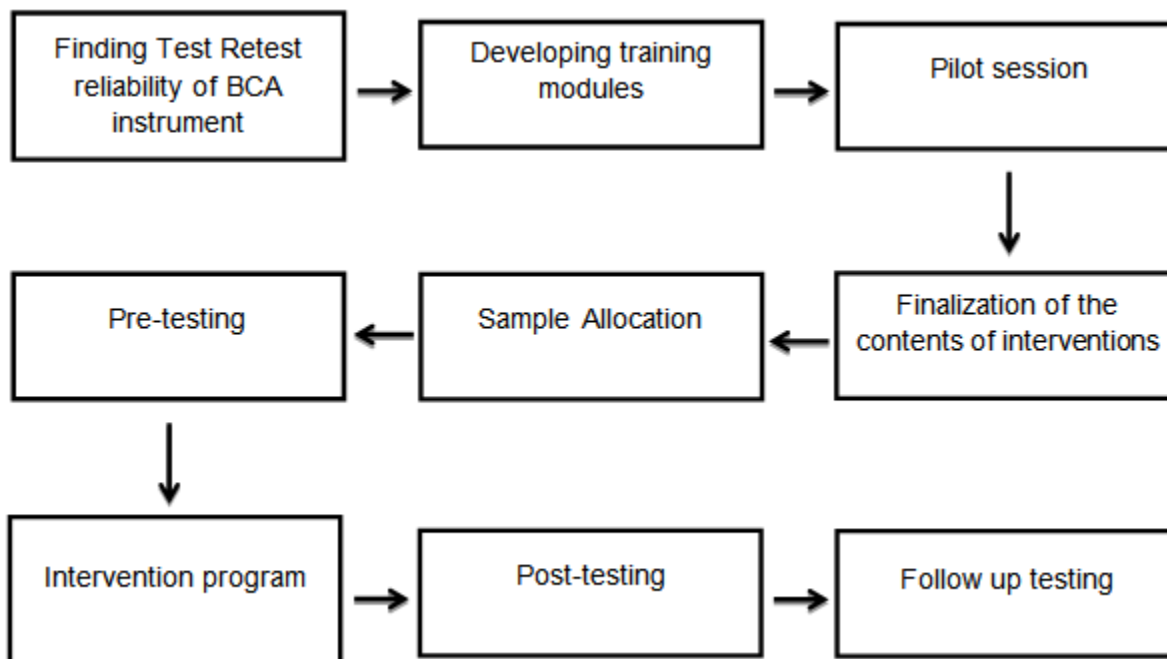 Finding Test Retest
reliability of BCA
instrument
Developing training
modules
Pilot session
Finalization of the
contents of interventions
Sample Allocation
Pre-testing
Intervention program
Post-testing
Follow up testing